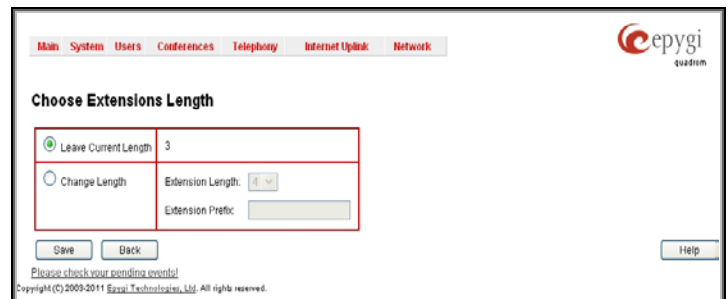 Main System Users Conferences Telephony Internet Uplink Network
epygi
quadrum
Choose Extensions Length
Leave Current Length 3
Change Length Extension Length: 4
Extension Prefix:
Save Back Help
Please check your pending events!
Copyright (C) 2003-2011 Epygi Technologies, Ltd. All rights reserved.